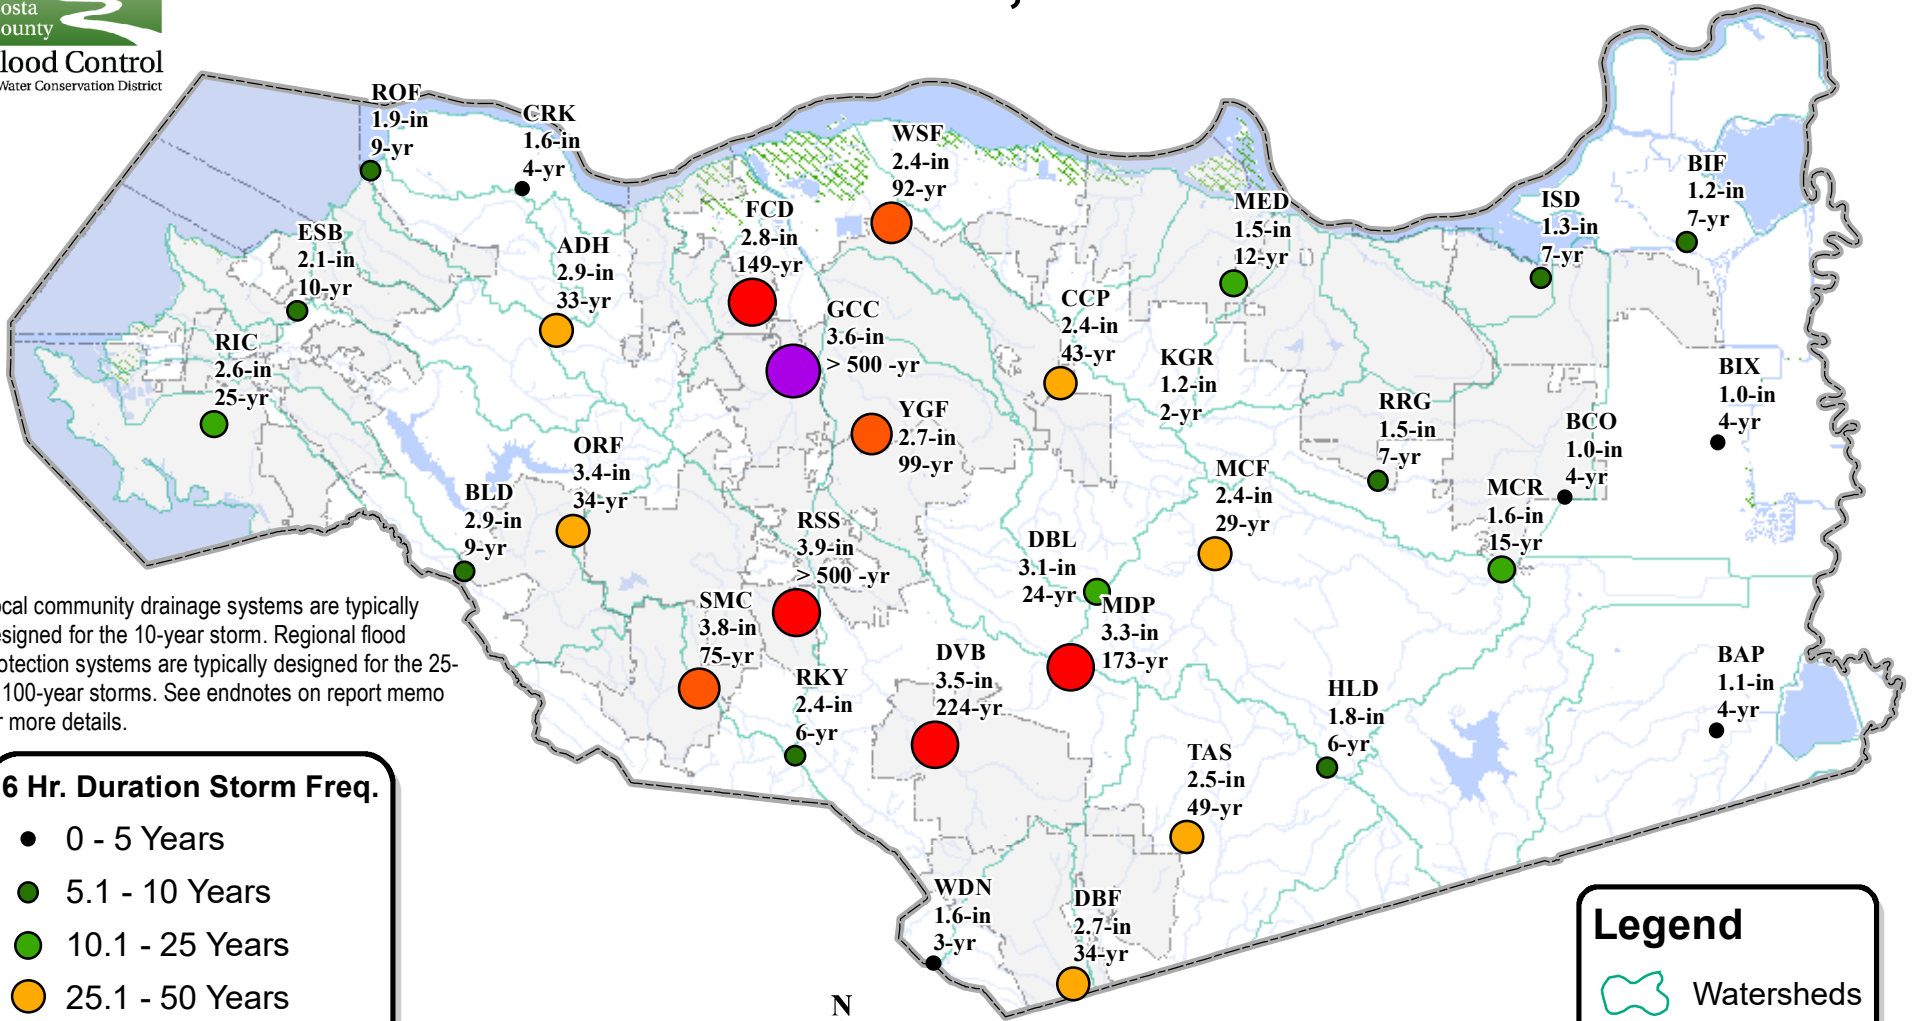 osta
ounty
lood Control
Water Conservation District
ROF
1.9-in
9-yr
CRK
1.6-in
4-yr
WSF
2.4-in
92-yr
BIF
1.2-in
7-yr
ISD
1.3-in
7-yr
MED
1.5-in
12-yr
FCD
2.8-in
149-yr
ESB
2.1-in
10-yr
ADH
2.9-in
33-yr
GCC
3.6-in
> 500 -yr
CCP
2.4-in
43-yr
RIC
2.6-in
25-yr
KGR
1.2-in
2-yr
BIX
1.0-in
4-yr
RRG
1.5-in
7-yr
YGF
2.7-in
99-yr
BCO
1.0-in
4-yr
ORF
3.4-in
34-yr
MCF
2.4-in
29-yr
BLD
2.9-in
9-yr
MCR
1.6-in
15-yr
RSS
3.9-in
> 500 -yr
DBL
3.1-in
24-yr
SMC
3.8-in
75-yr
MDP
3.3-in
173-yr
DVB
3.5-in
224-yr
BAP
1.1-in
4-yr
RKY
2.4-in
6-yr
HLD
1.8-in
6-yr
TAS
2.5-in
49-yr
WDN
1.6-in
3-yr
DBF
2.7-in
34-yr
ocal community drainage systems are typically
esigned for the 10-year storm. Regional flood
otection systems are typically designed for the 25-
100-year storms. See endnotes on report memo
r more details.
6 Hr. Duration Storm Freq.
0 - 5 Years
5.1 - 10 Years
10.1 - 25 Years
25.1 - 50 Years
N
Legend
Watersheds